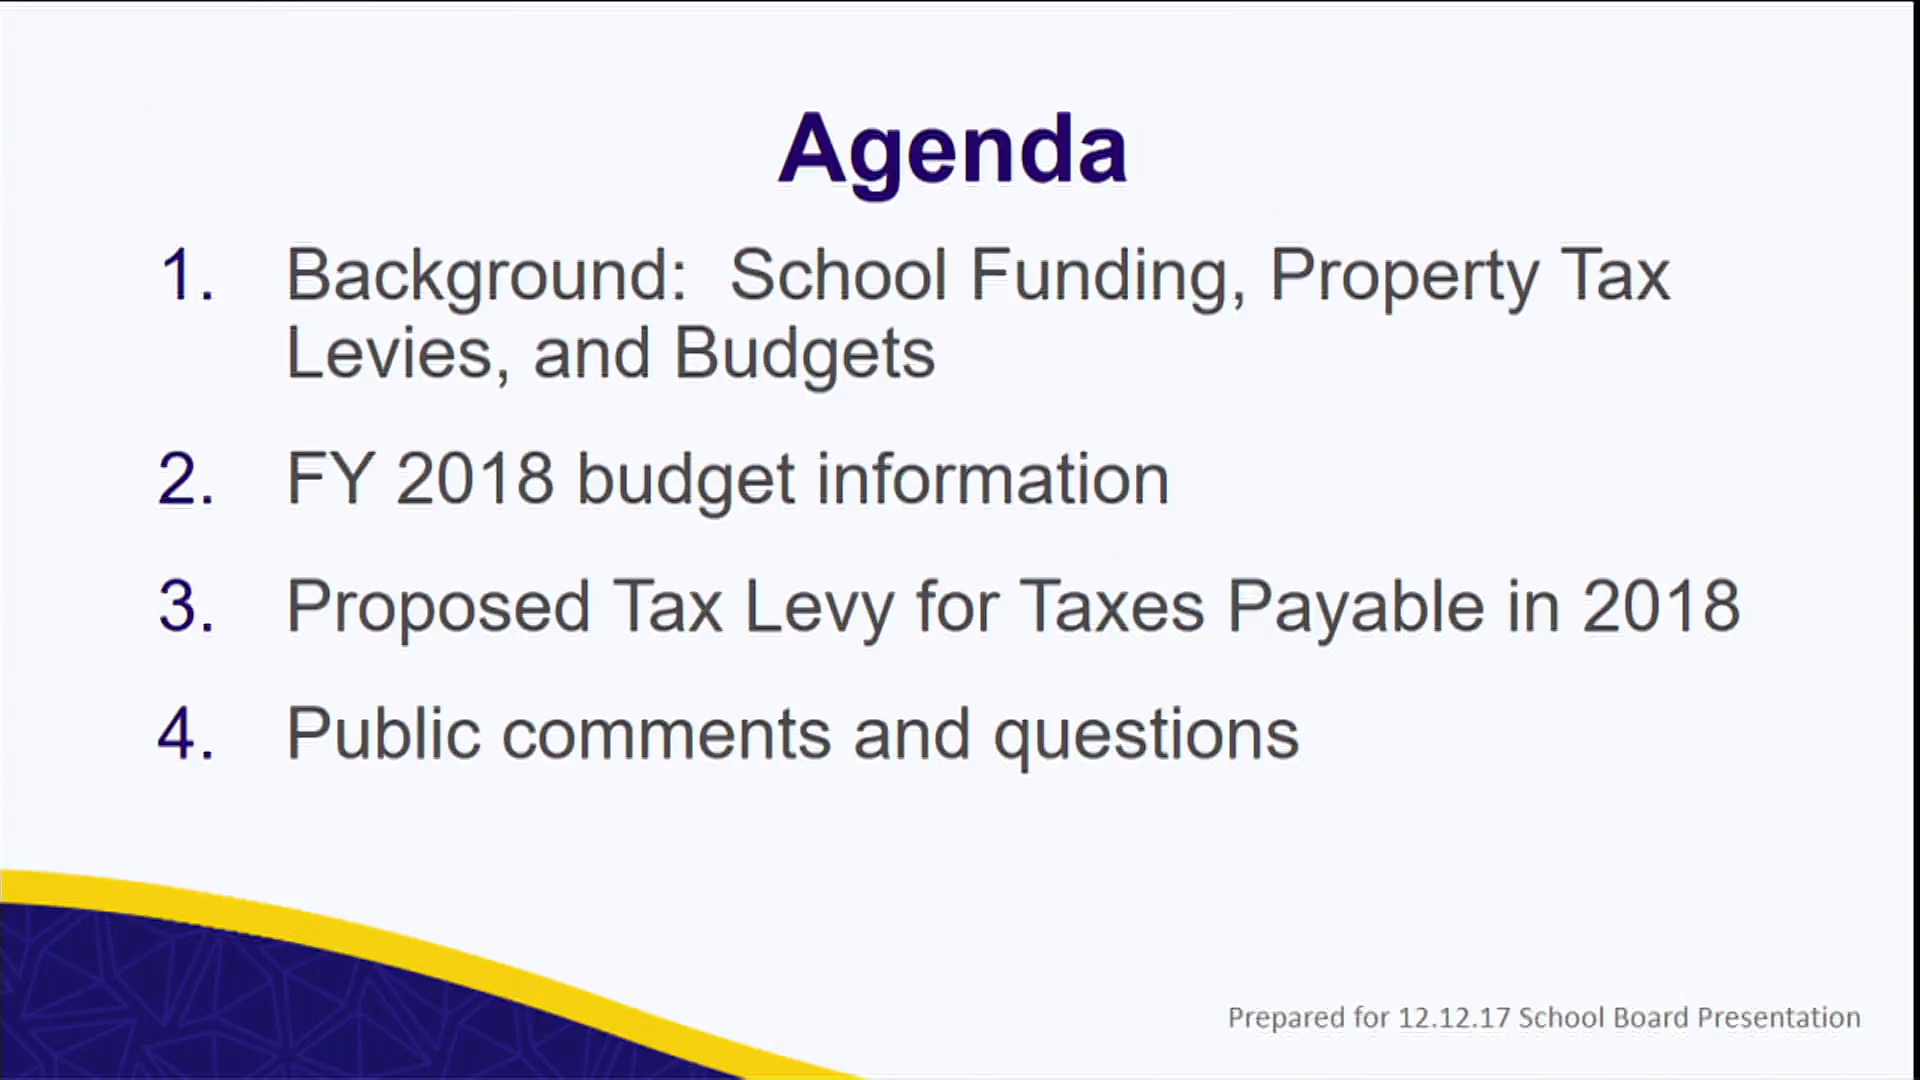 Agenda
1. Background:  School Funding, Property Tax
Levies, and Budgets
2. FY 2018 budget information
3. Proposed Tax Levy for Taxes Payable in 2018
4. Public comments and questions
Prepared for 12.12.17 School Board Presentation